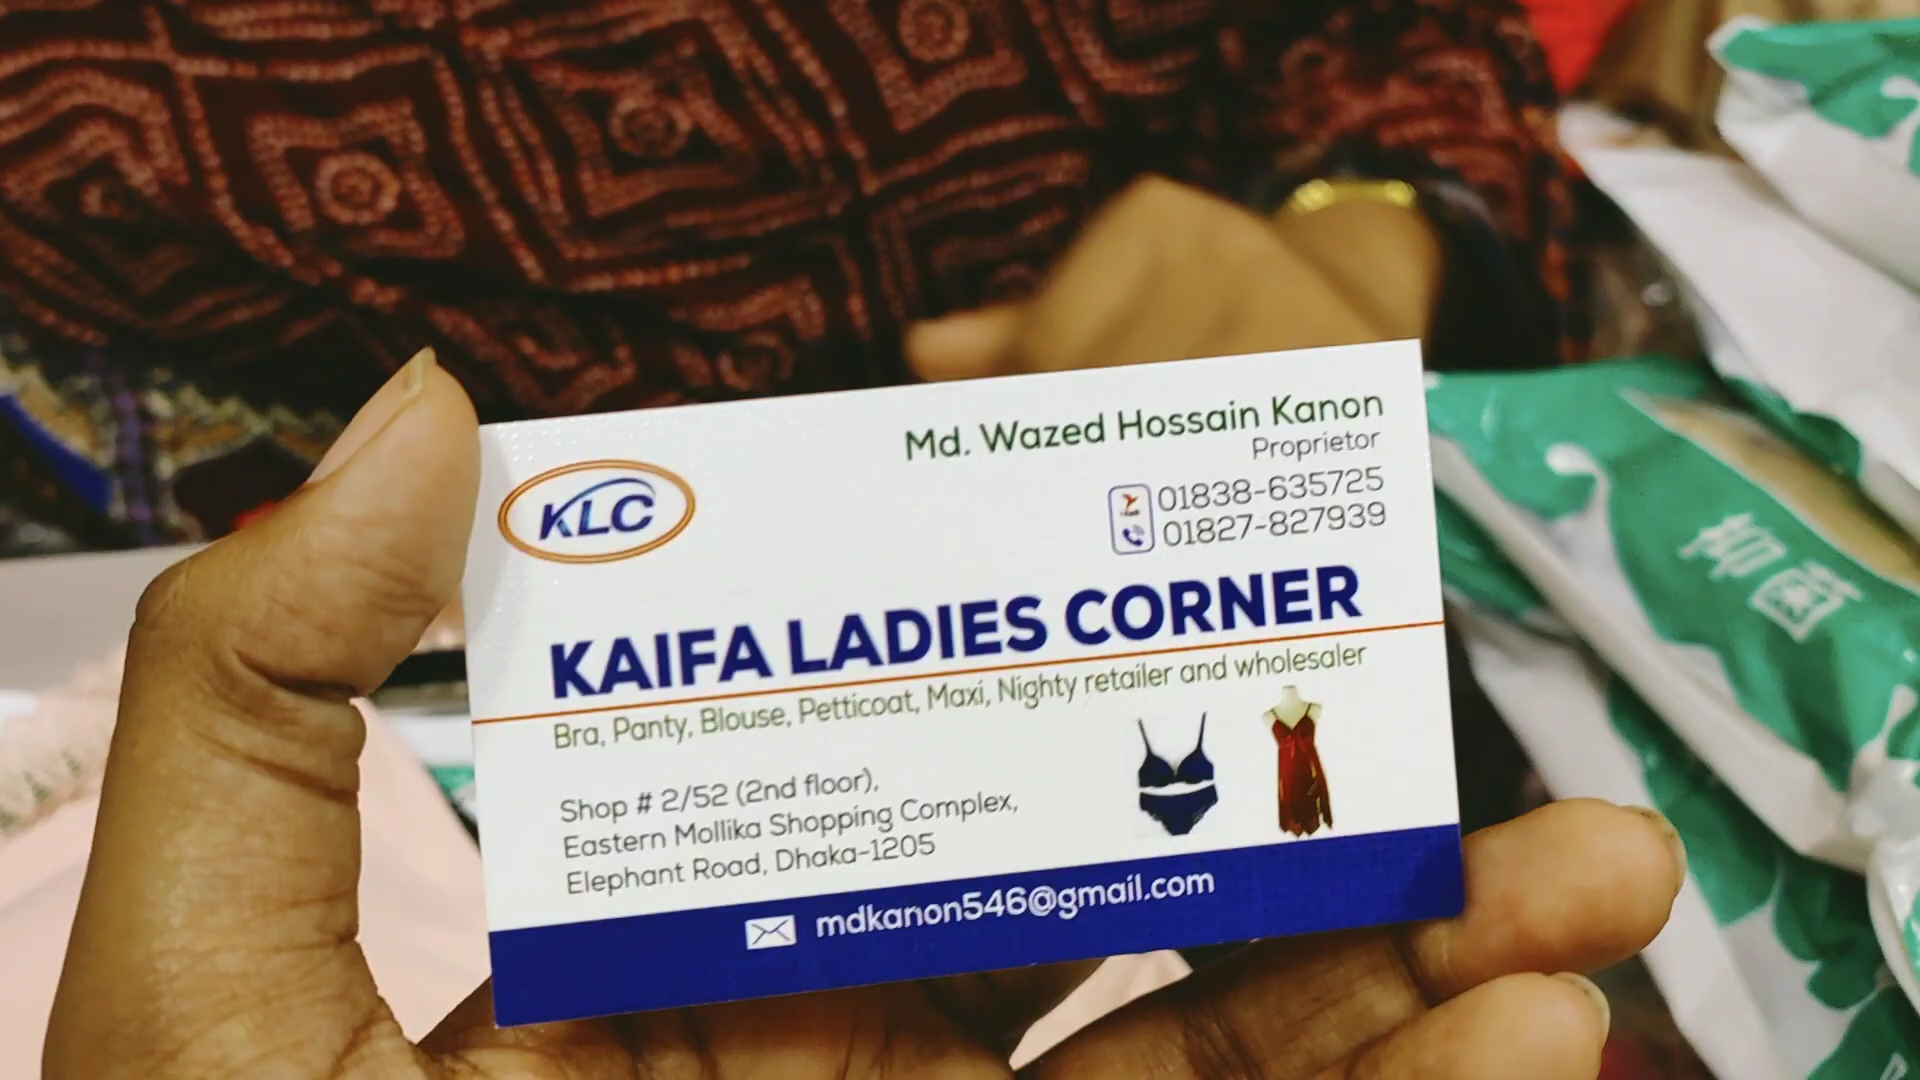 Md. Wazed Hossain Kanon
Proprietor
KLC
01838-635725
01827-827939
KAIFA LADIES CORNER
Bra, Panty, Blouse, Petticoat, Maxi, Nighty retailer and wholesaler
Shop # 2/52 (2nd floor),
Eastern Mollika Shopping Complex,
Elephant Road, Dhaka-1205
mdkanon546@gmail.com
抑菌